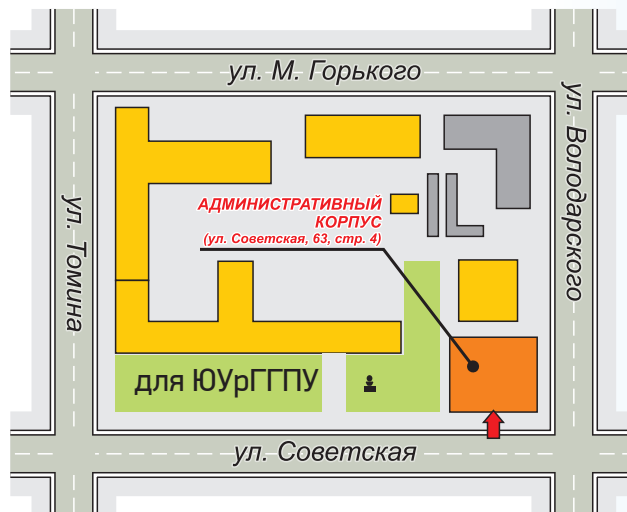 ул. М. Горького
ул. Володарского
ул. Томина
АДМИНИСТРАТИВНЫЙ
КОРПУС
(ул. Советская, 63, стр. 4)
для ЮУрГГПУ
ул. Советская